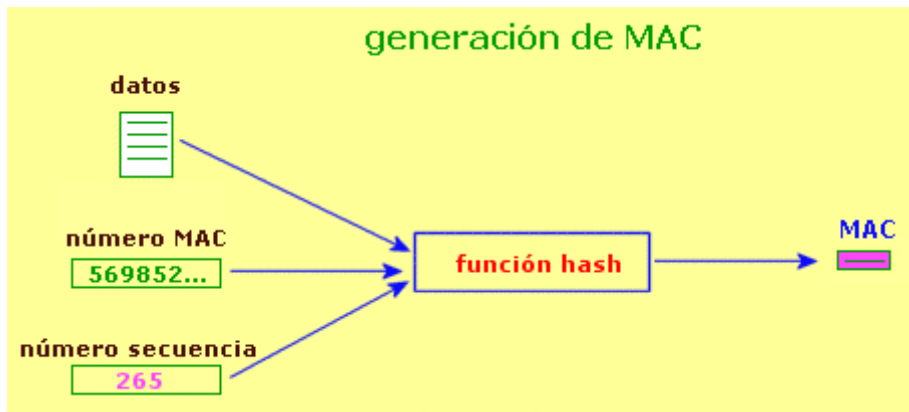 generación de MAC
datos
número MAC
569852...
función hash
MAC
número secuencia
265